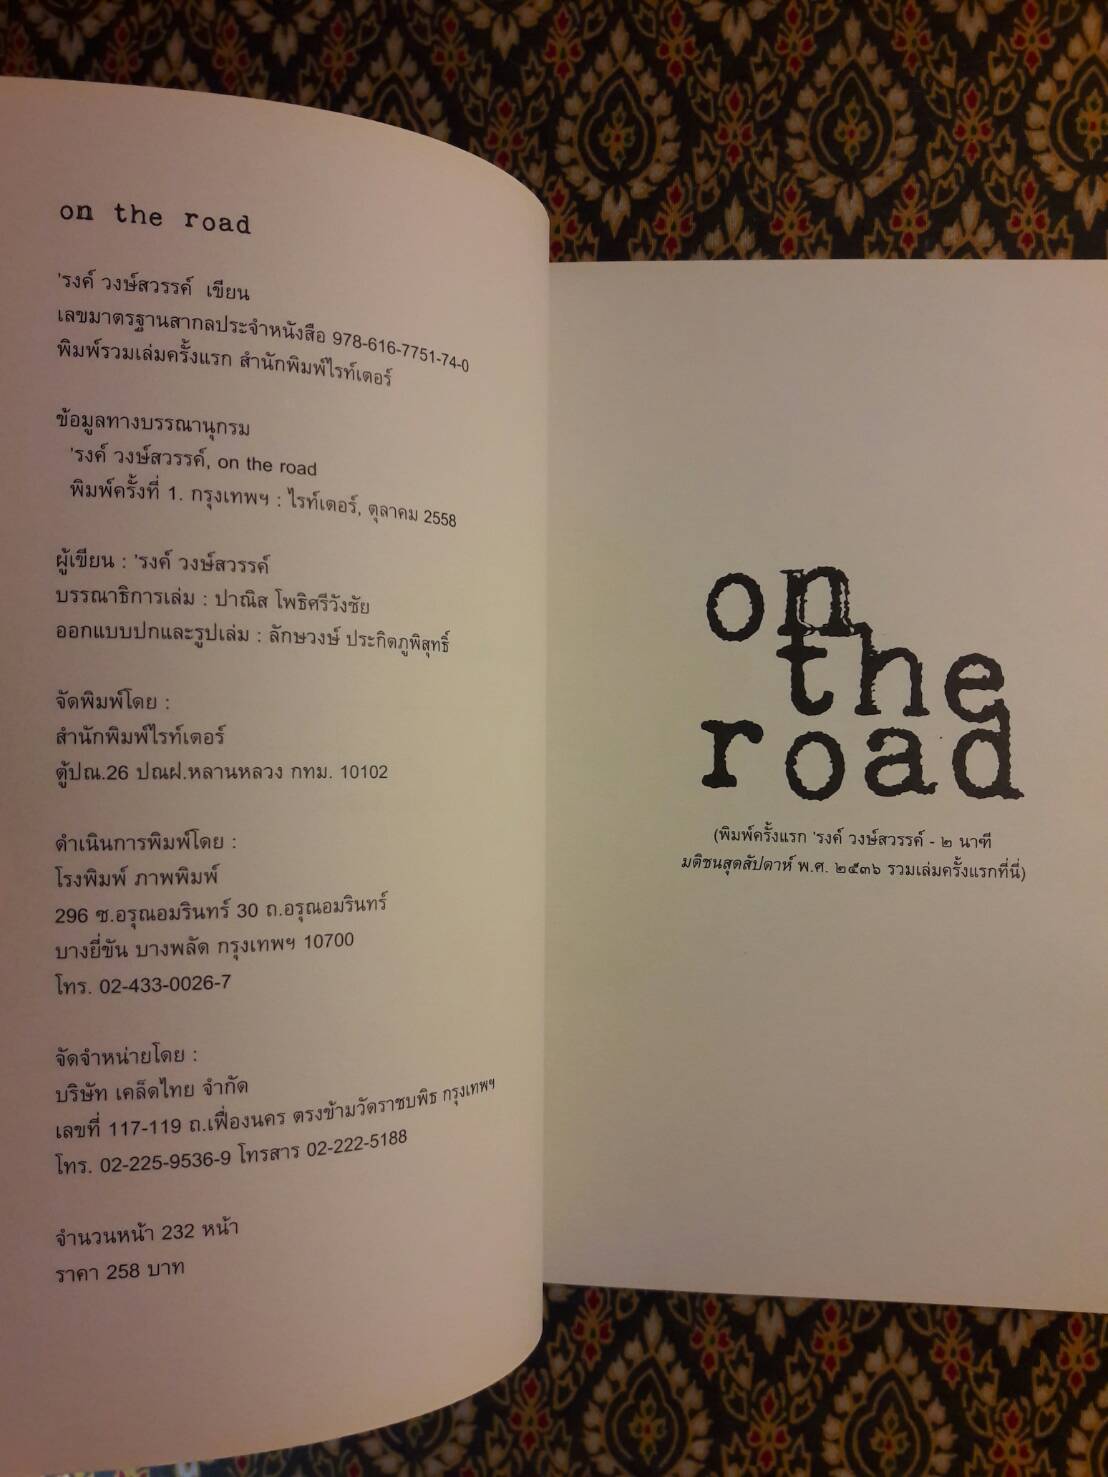 on the road
'รงค์ วงษ์สวรรค์ เขียน
เลขมาตรฐานสากลประจำหนังสือ 978-616-7751-74-0
พิมพ์รวมเล่มครั้งแรก สำนักพิมพ์ไรท์เตอร์
ข้อมูลทางบรรณานุกรม
'รงค์ วงษ์สวรรค์, on the road
พิมพ์ครั้งที่ 1. กรุงเทพฯ : ไรท์เตอร์, ตุลาคม 2558
ผู้เขียน : 'รงค์ วงษ์สวรรค์
บรรณาธิการเล่ม : ปาณิส โพธิศรีวังชัย
ออกแบบปกและรูปเล่ม : ลักษวงษ์ ประกิตภูพิสุทธิ์
จัดพิมพ์โดย :
สำนักพิมพ์ไรท์เตอร์
ตู้ปณ.26 ปณฝ.หลานหลวง กทม. 10102
ดำเนินการพิมพ์โดย :
โรงพิมพ์ ภาพพิมพ์
296 ซ.อรุณอมรินทร์ 30 ถ.อรุณอมรินทร์
บางยี่ขัน บางพลัด กรุงเทพฯ 10700
โทร. 02-433-0026-7
จัดจำหน่ายโดย :
บริษัท เคล็ดไทย จำกัด
เลขที่ 117-119 ถ.เฟื่องนคร ตรงข้ามวัดราชบพิธ กรุงเทพฯ
โทร. 02-225-9536-9 โทรสาร 02-222-5188
จำนวนหน้า 232 หน้า
ราคา 258 บาท
on
the
road
(พิมพ์ครั้งแรก 'รงค์ วงษ์สวรรค์ - ๒ นาฑี
มติชนสุดสัปดาห์ พ.ศ. ๒๕๓๖ รวมเล่มครั้งแรกที่นี่)